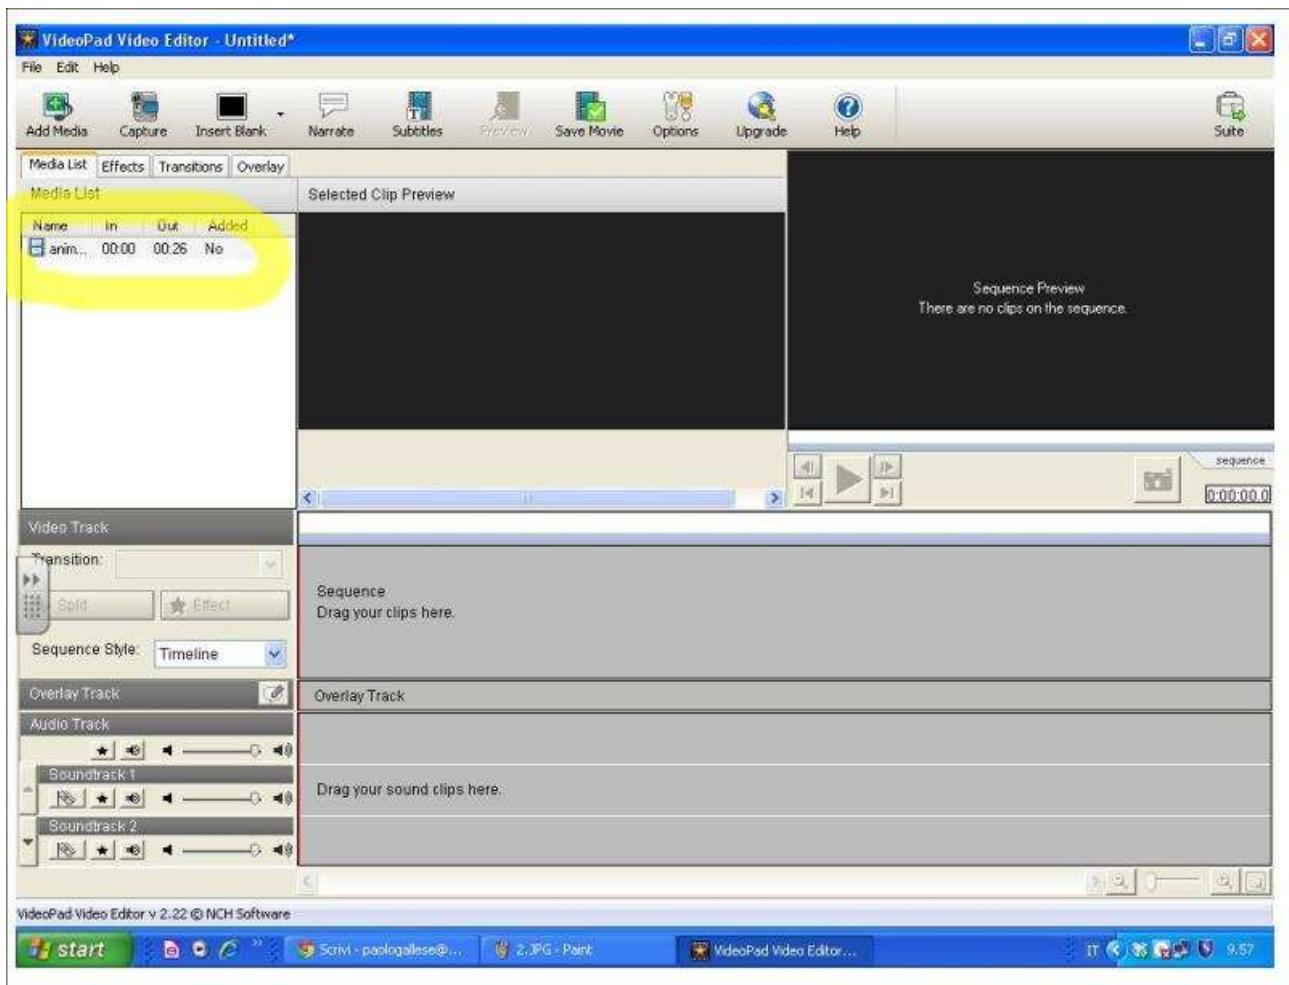 VideoPad Video Editor - Untitled*
File Edit Help
Add Media Capture Insert Blank Narrate Subtitles Preview Save Movie Options Upgrade Help Suite
Media List Effects Transitions Overlay
Media List
Selected Clip Preview
Name In Out Added
anim... 00:00 00:26 No
Sequence Preview
There are no clips on the sequence.
sequence
0:00:00.0
Video Track
Transition:
Split Effect
Sequence
Drag your clips here.
Sequence Style: Timeline
Overlay Track
Overlay Track
Audio Track
Soundtrack 1
Drag your sound clips here.
Soundtrack 2
VideoPad Video Editor v 2.22 © NCH Software
start Scrivi - paologallese@... 2.JPG - Paint VideoPad Video Editor... IT 9.57